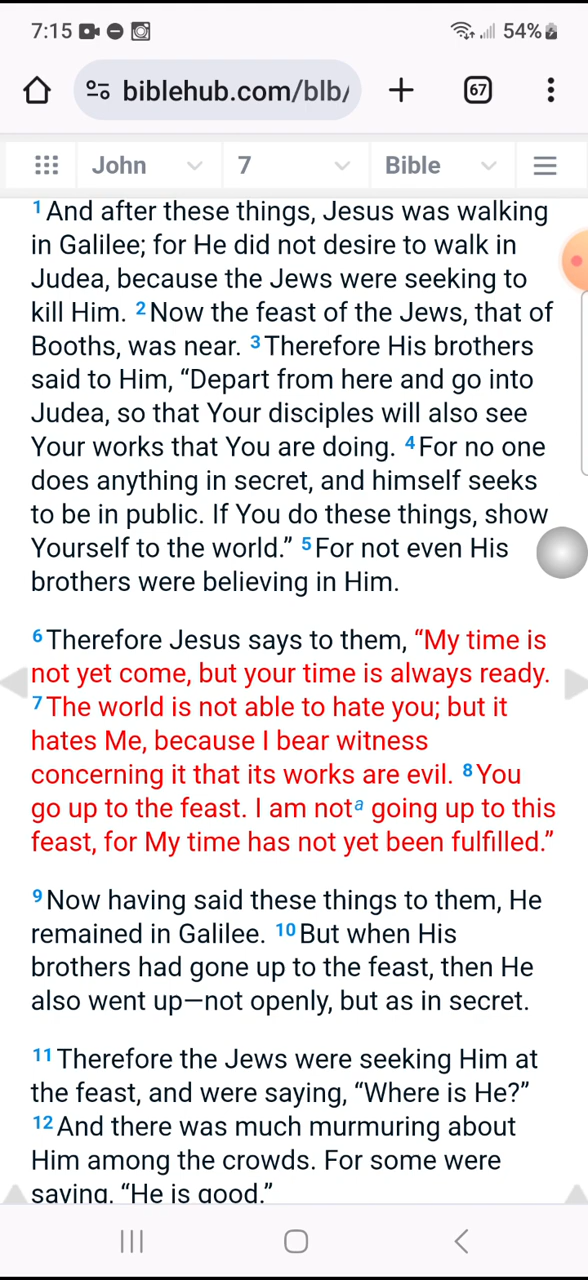 7:15 54%
biblehub.com/blb/ 67
John 7 Bible
1 And after these things, Jesus was walking
in Galilee; for He did not desire to walk in
Judea, because the Jews were seeking to
kill Him. 2 Now the feast of the Jews, that of
Booths, was near. 3 Therefore His brothers
said to Him, “Depart from here and go into
Judea, so that Your disciples will also see
Your works that You are doing. 4 For no one
does anything in secret, and himself seeks
to be in public. If You do these things, show
Yourself to the world.” 5 For not even His
brothers were believing in Him.
6 Therefore Jesus says to them, “My time is
not yet come, but your time is always ready.
7 The world is not able to hate you; but it
hates Me, because I bear witness
concerning it that its works are evil. 8 You
go up to the feast. I am not a going up to this
feast, for My time has not yet been fulfilled.”
9 Now having said these things to them, He
remained in Galilee. 10 But when His
brothers had gone up to the feast, then He
also went up—not openly, but as in secret.
11 Therefore the Jews were seeking Him at
the feast, and were saying, “Where is He?”
12 And there was much murmuring about
Him among the crowds. For some were
saying, “He is good.”